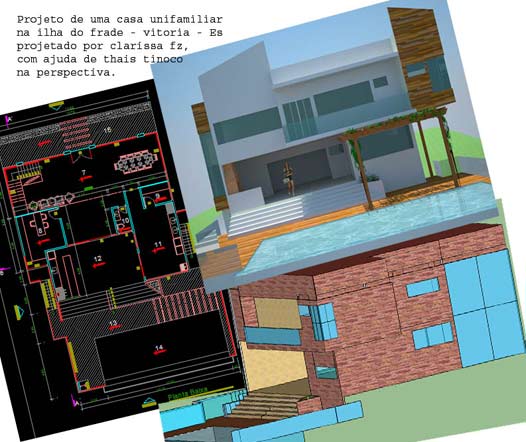 Projeto de uma casa unifamiliar
na ilha do frade - vitoria - Es
projetado por clarissa fz,
com ajuda de thais tinoco
na perspectiva.
A'
16
7
9
8
10
12
11
13
14
Planta Baixa
A